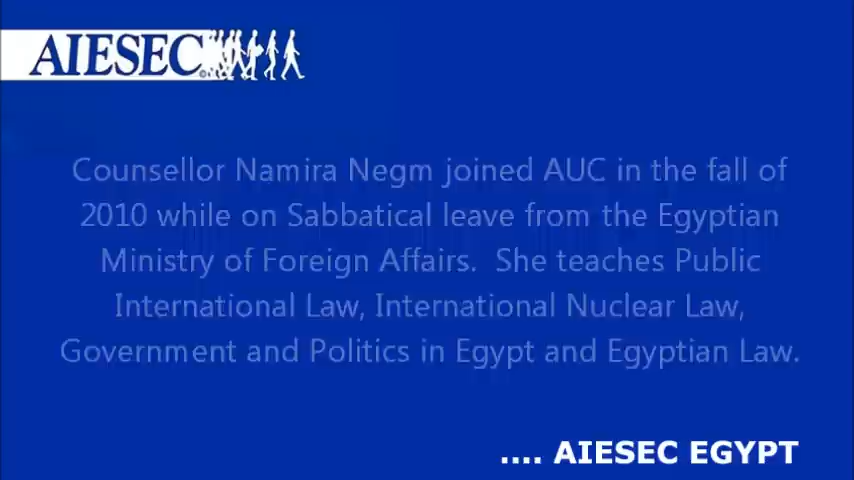 AIESEC
Counsellor Namira Negm joined AUC in the fall of
2010 while on Sabbatical leave from the Egyptian
Ministry of Foreign Affairs.  She teaches Public
International Law, International Nuclear Law,
Government and Politics in Egypt and Egyptian Law.
.... AIESEC EGYPT